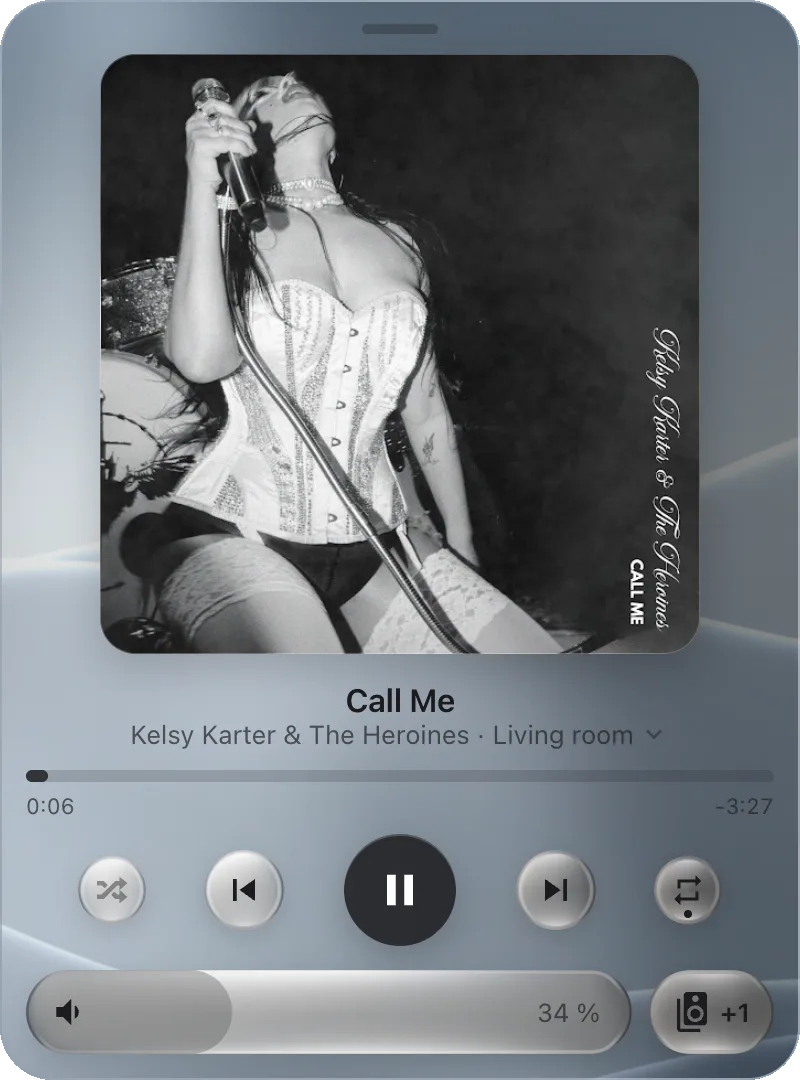 Kelsy Karter & The Heroines
CALL ME
Call Me
Kelsy Karter & The Heroines · Living room
0:06
-3:27
34 %
+1